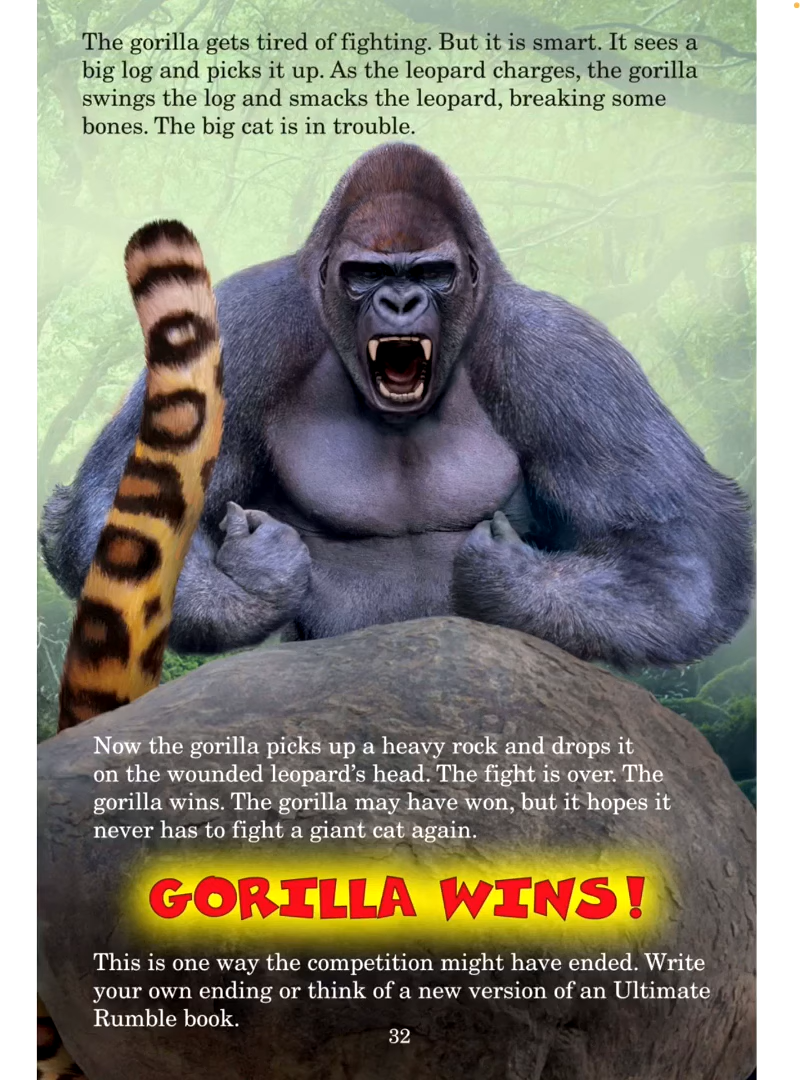 The gorilla gets tired of fighting. But it is smart. It sees a
big log and picks it up. As the leopard charges, the gorilla
swings the log and smacks the leopard, breaking some
bones. The big cat is in trouble.
Now the gorilla picks up a heavy rock and drops it
on the wounded leopard’s head. The fight is over. The
gorilla wins. The gorilla may have won, but it hopes it
never has to fight a giant cat again.
GORILLA WINS!
This is one way the competition might have ended. Write
your own ending or think of a new version of an Ultimate
Rumble book.
32